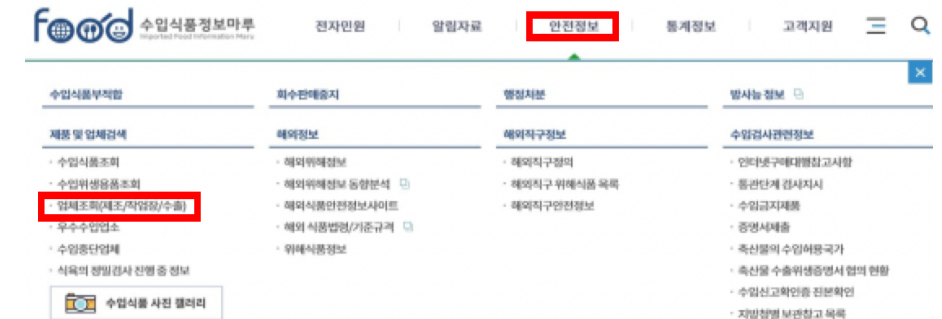 food 수입식품정보마루
Imported Food Information Maru
전자민원 알림자료 안전정보 통계정보 고객지원
수입식품부적합
회수판매중지
행정처분
방사능 정보
제품 및 업체검색
· 수입식품조회
· 수입위생용품조회
· 업체조회(제조/작업장/수출)
· 우수수입업소
· 수입중단업체
· 식육의 정밀검사 진행 중 정보
수입식품 사진 갤러리
해외정보
· 해외위해정보
· 해외위해정보 동향분석
· 해외식품안전정보사이트
· 해외 식품법령/기준규격
· 위해식품정보
해외직구정보
· 해외직구정의
· 해외직구 위해식품 목록
· 해외직구안전정보
수입검사관련정보
· 인터넷구매대행참고사항
· 통관단계 검사지시
· 수입금지제품
· 증명서제출
· 축산물의 수입허용국가
· 축산물 수출위생증명서 협의 현황
· 수입신고확인증 진본확인
· 지방청별 보관창고 목록